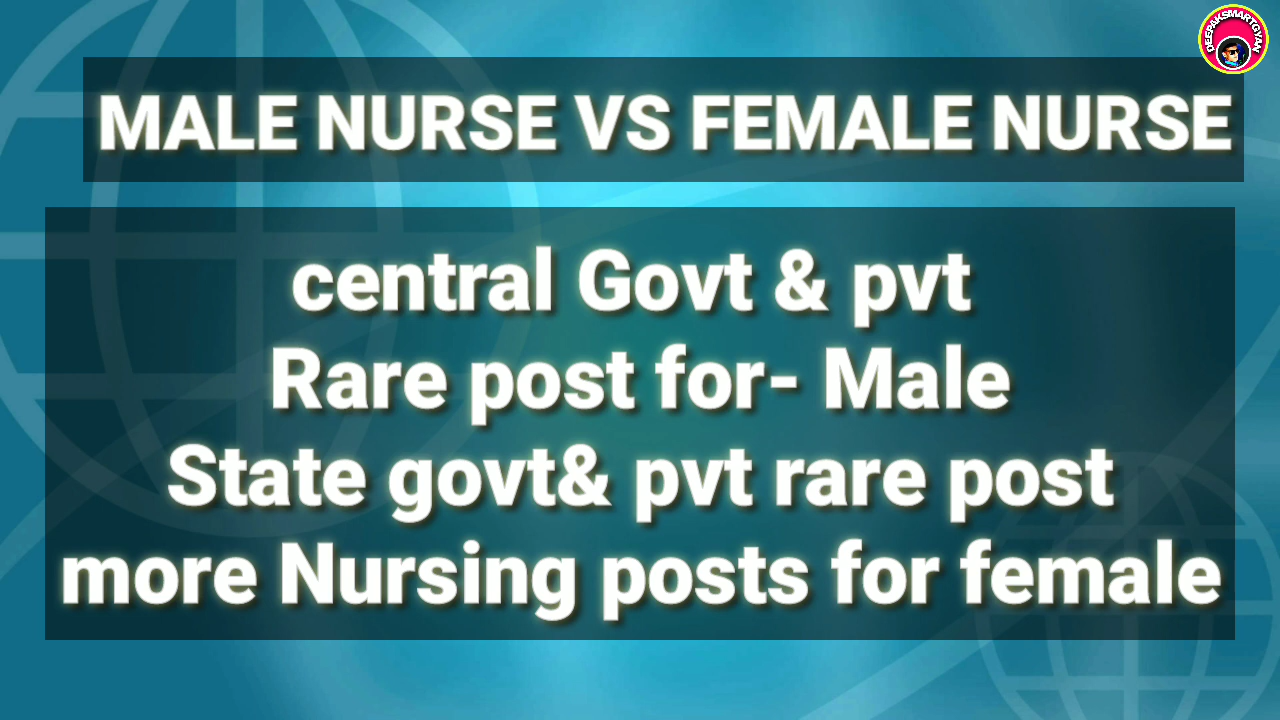 DEEPAKSMARTGYAN
MALE NURSE VS FEMALE NURSE
central Govt & pvt
Rare post for- Male
State govt& pvt rare post
more Nursing posts for female